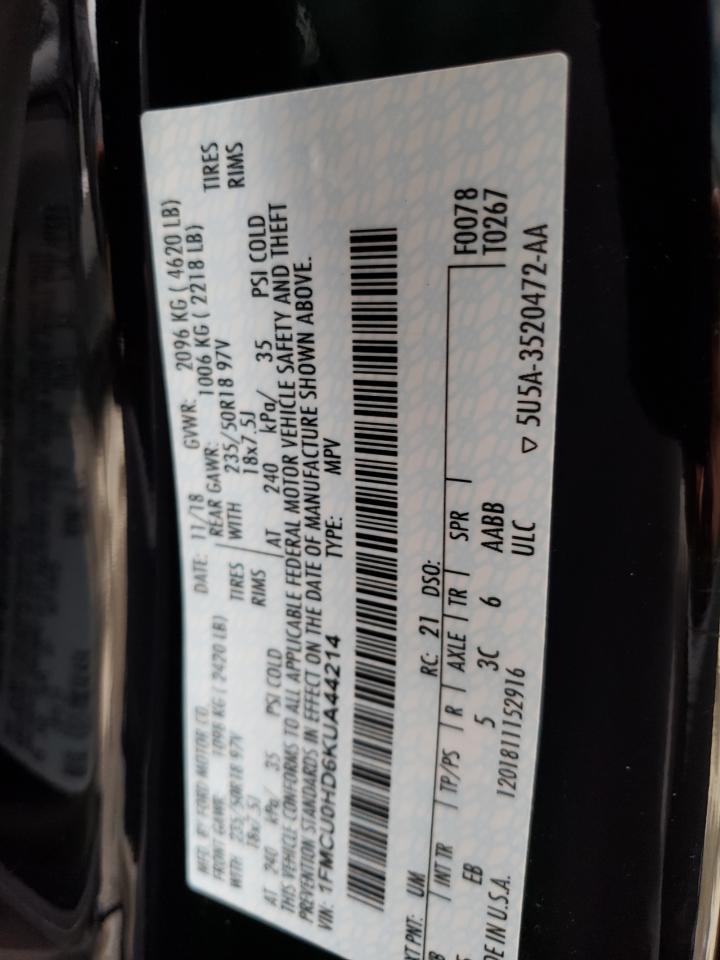 MFD. BY FORD MOTOR CO. DATE: 11/18 GVWR: 2096 KG ( 4620 LB)
FRONT GAWR: 1098 KG ( 2420 LB) REAR GAWR: 1006 KG ( 2218 LB)
WITH 235/50R18 97V TIRES WITH 235/50R18 97V TIRES
18x7.5J RIMS 18x7.5J RIMS
AT 240 kPa/ 35 PSI COLD AT 240 kPa/ 35 PSI COLD
THIS VEHICLE CONFORMS TO ALL APPLICABLE FEDERAL MOTOR VEHICLE SAFETY AND THEFT
PREVENTION STANDARDS IN EFFECT ON THE DATE OF MANUFACTURE SHOWN ABOVE.
VIN: 1FMCU0HD6KUA44214 TYPE: MPV
PNT: UM RC: 21 DSO: F0078
INT TR TP/PS R AXLE TR SPR T0267
EB 5 3C 6 AABB
U.S.A. 120181115291​6 ULC 5U5A-3520472-AA